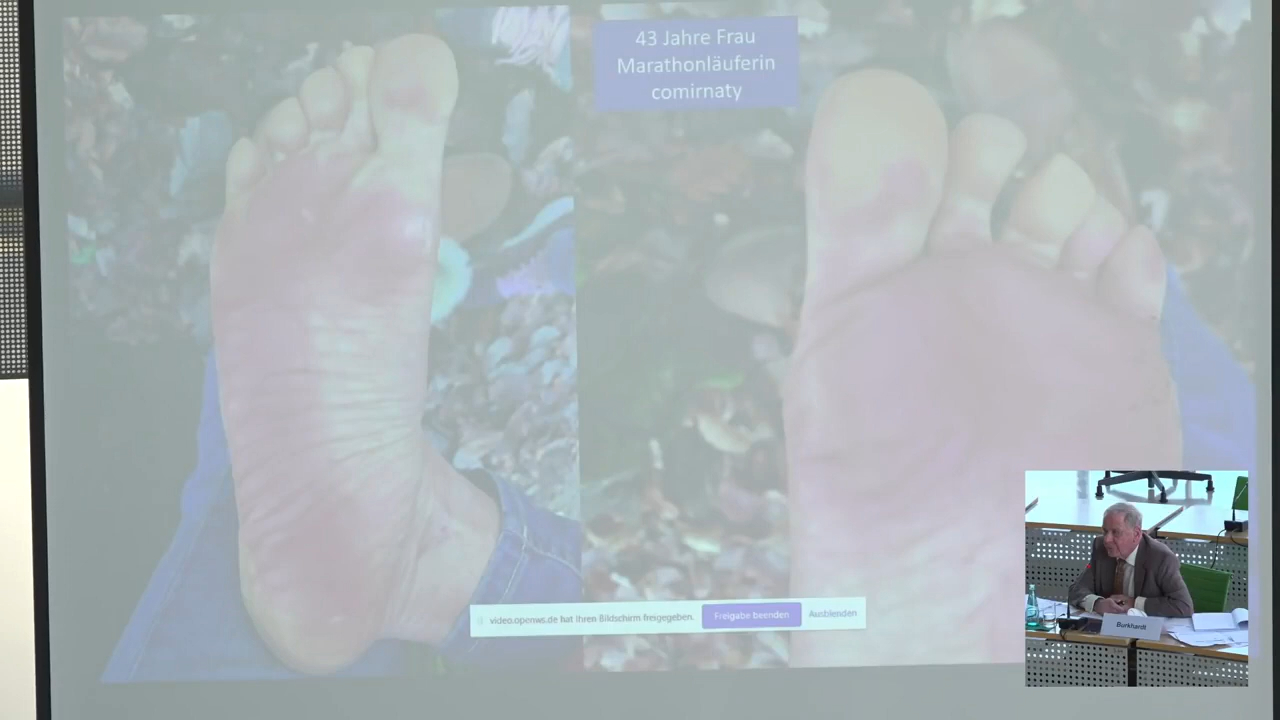 43 Jahre Frau
Marathonläuferin
comirnaty
video.openws.de hat Ihren Bildschirm freigegeben.
Freigabe beenden
Ausblenden
Burkhardt